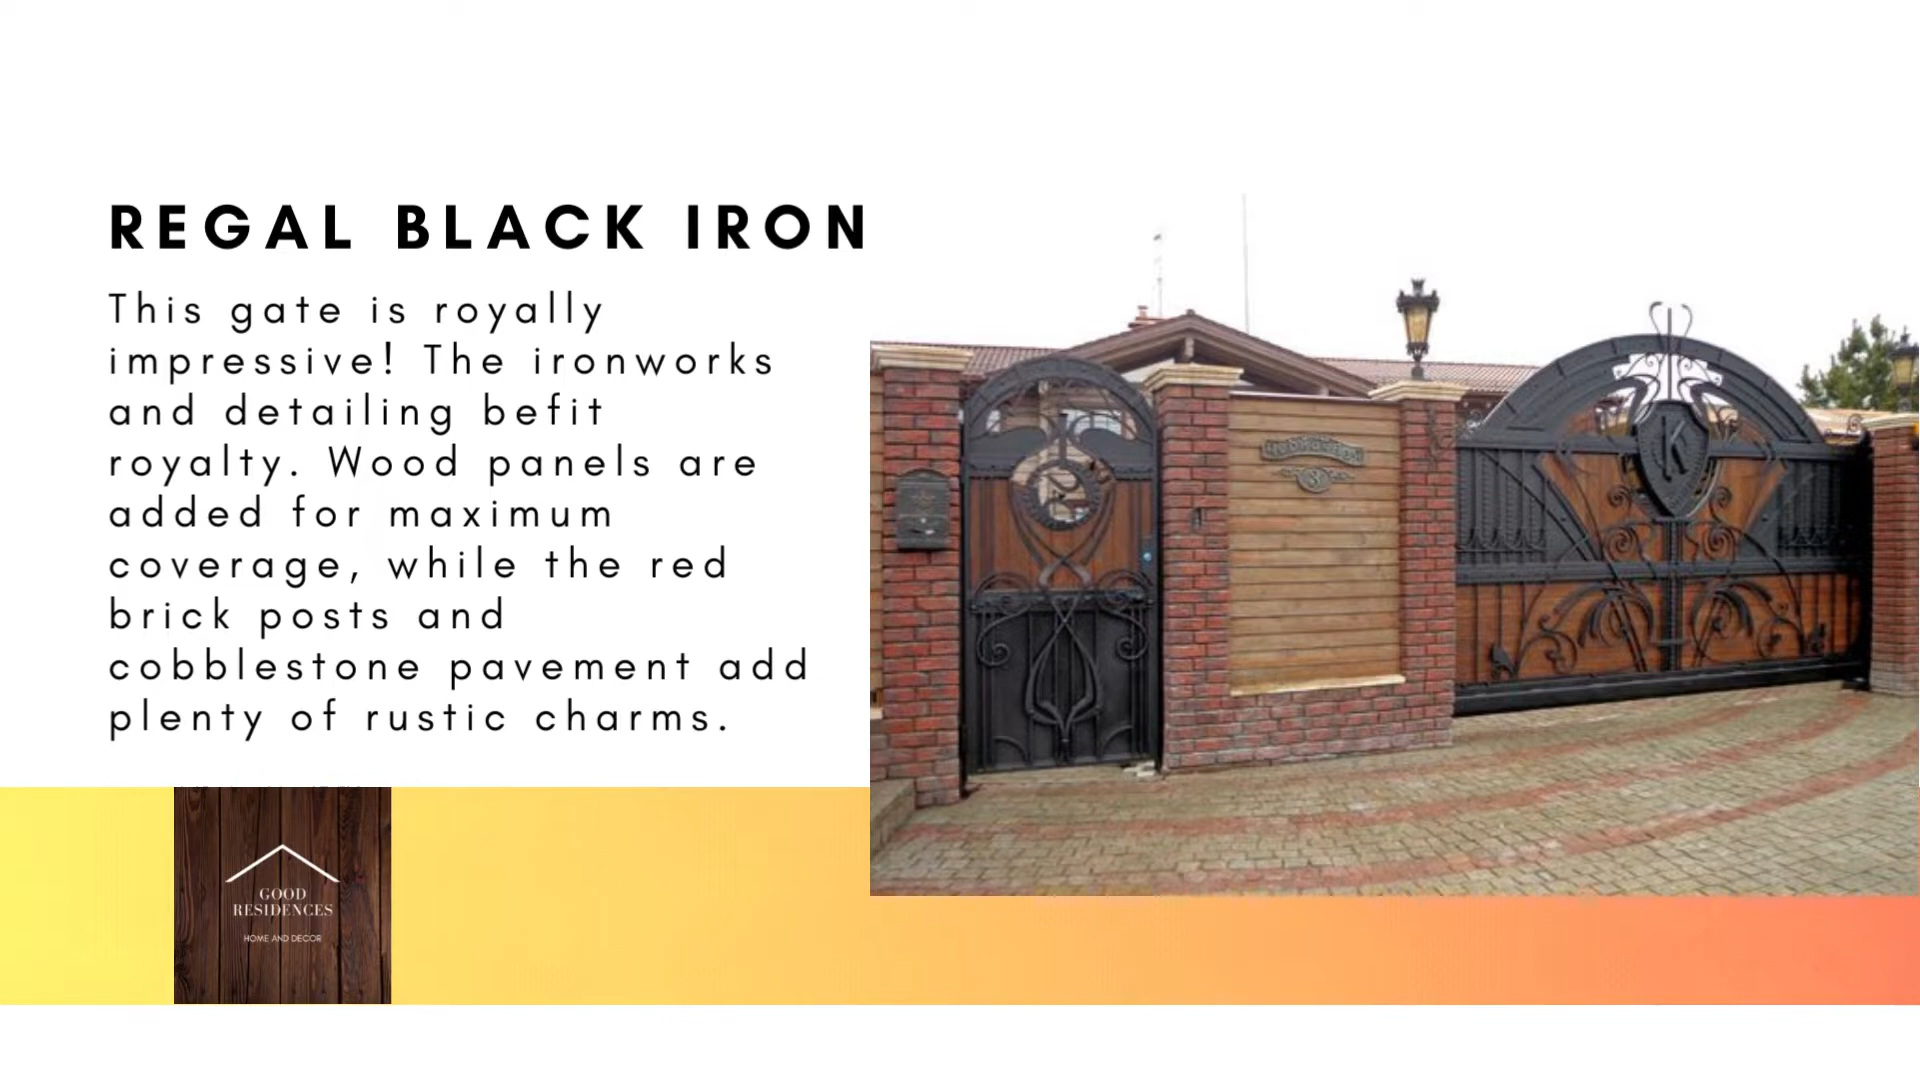 REGAL BLACK IRON
This gate is royally
impressive! The ironworks
and detailing befit
royalty. Wood panels are
added for maximum
coverage, while the red
brick posts and
cobblestone pavement add
plenty of rustic charms.
K
3
GOOD
RESIDENCES
HOME AND DECOR